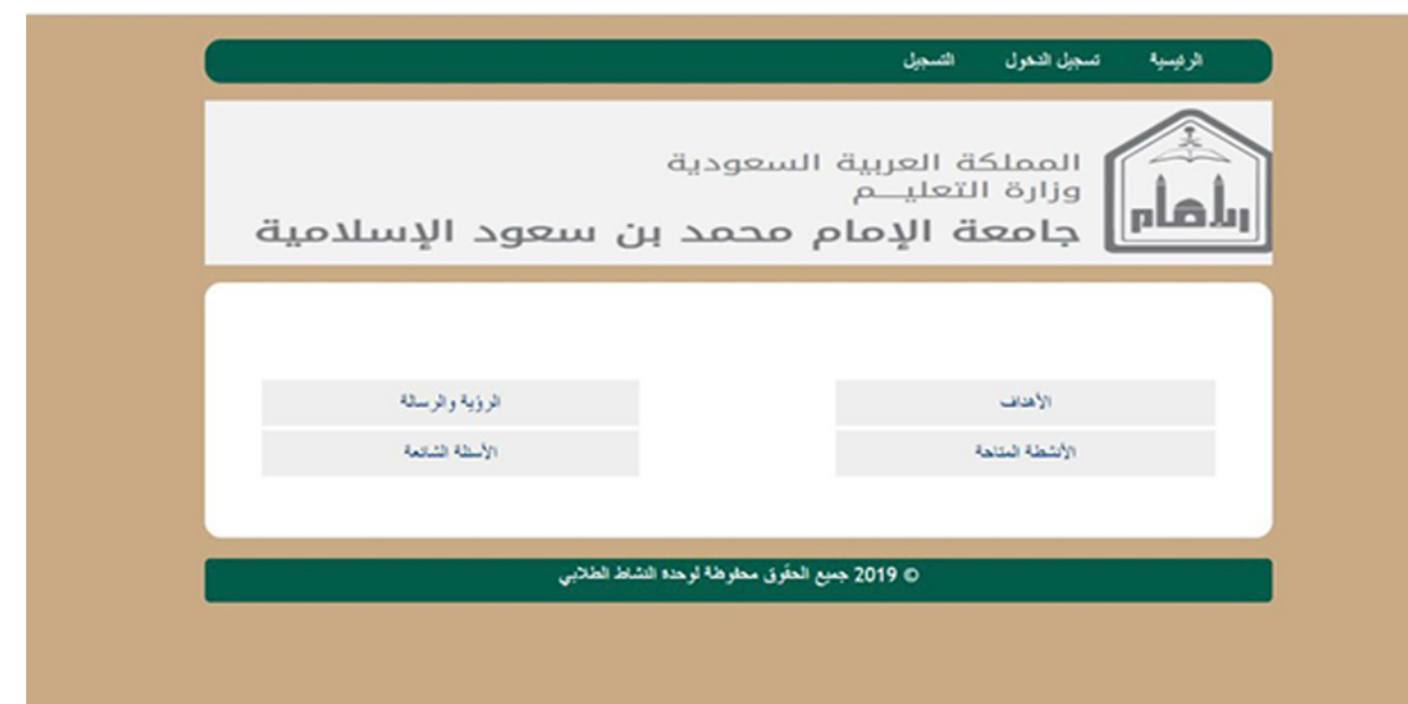 الرئيسية تسجيل الدخول التسجيل
المملكة العربية السعودية
وزارة التعليــم
جامعة الإمام محمد بن سعود الإسلامية
الإمام
الأهداف الرؤية والرسالة
الأنشطة المتاحة الأسئلة الشائعة
© 2019 جميع الحقوق محفوظة لوحده النشاط الطلابي